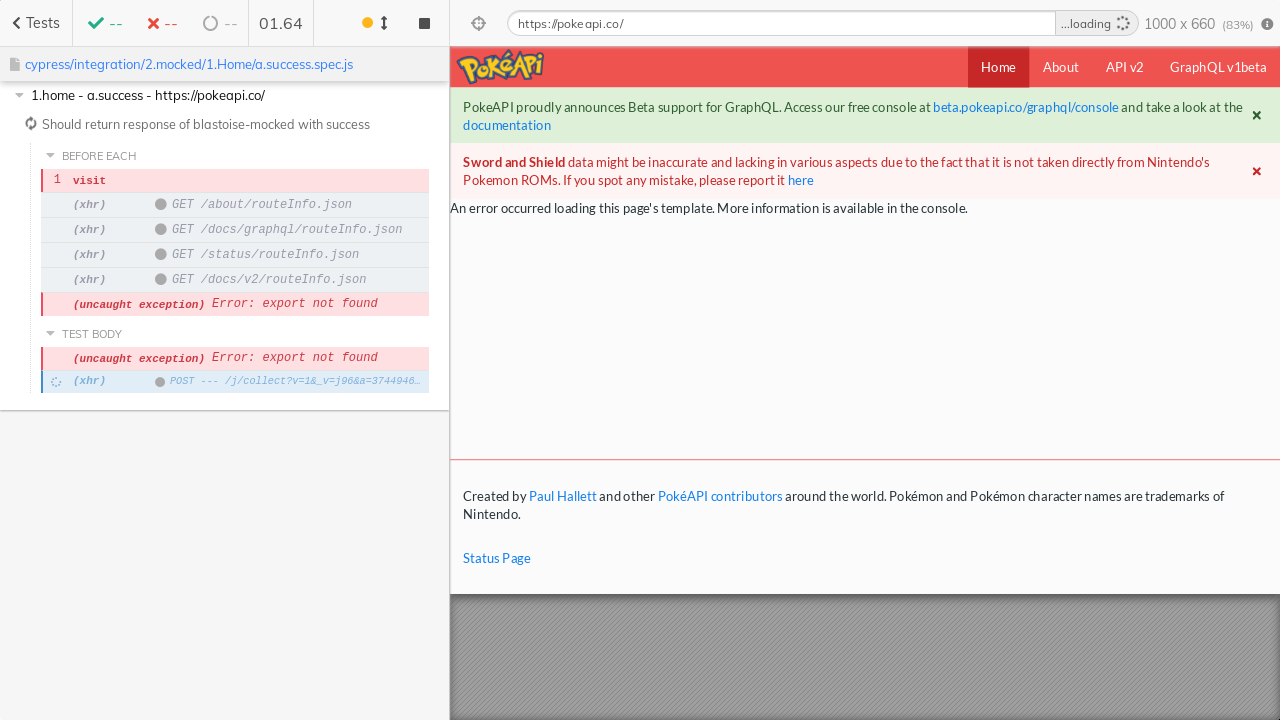 Tests
--
--
--
01.64
https://pokeapi.co/
...loading
1000 x 660 (83%)
cypress/integration/2.mocked/1.Home/a.success.spec.js
1.home - a.success - https://pokeapi.co/
Should return response of blastoise-mocked with success
BEFORE EACH
1 visit
(xhr) GET /about/routeInfo.json
(xhr) GET /docs/graphql/routeInfo.json
(xhr) GET /status/routeInfo.json
(xhr) GET /docs/v2/routeInfo.json
(uncaught exception) Error: export not found
TEST BODY
(uncaught exception) Error: export not found
(xhr) POST --- /j/collect?v=1&_v=j96&a=3744946…
PokéApi
Home
About
API v2
GraphQL v1beta
PokeAPI proudly announces Beta support for GraphQL. Access our free console at beta.pokeapi.co/graphql/console and take a look at the
documentation
Sword and Shield data might be inaccurate and lacking in various aspects due to the fact that it is not taken directly from Nintendo's
Pokemon ROMs. If you spot any mistake, please report it here
An error occurred loading this page's template. More information is available in the console.
Created by Paul Hallett and other PokéAPI contributors around the world. Pokémon and Pokémon character names are trademarks of
Nintendo.
Status Page